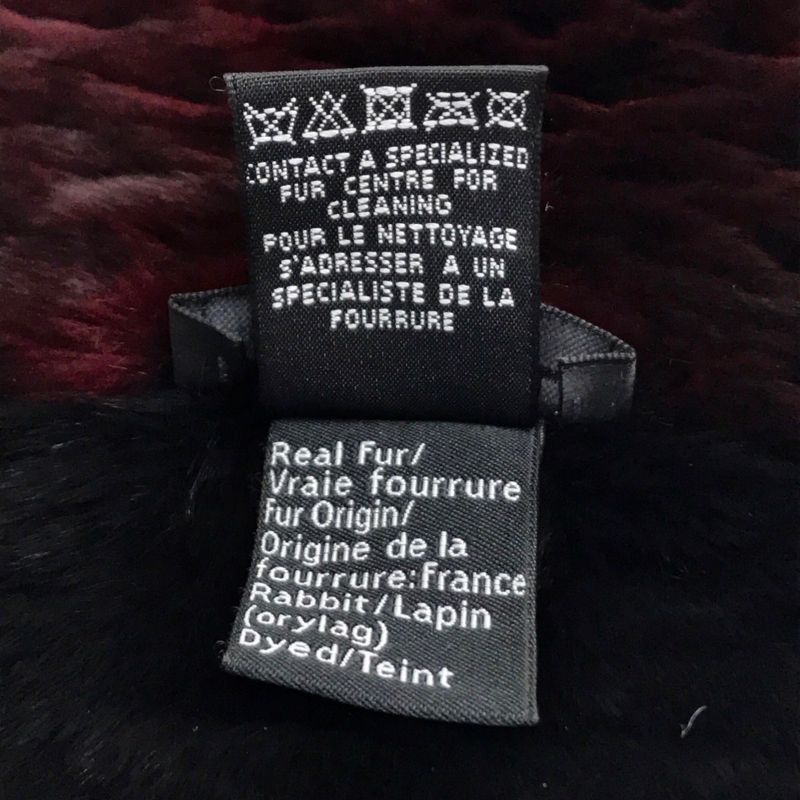 CONTACT A SPECIALIZED
FUR CENTRE FOR
CLEANING
POUR LE NETTOYAGE
S'ADRESSER A UN
SPECIALISTE DE LA
FOURRURE
Real Fur/
Vraie fourrure
Fur Origin/
Origine de la
fourrure:France
Rabbit/Lapin
(orylag)
Dyed/Teint